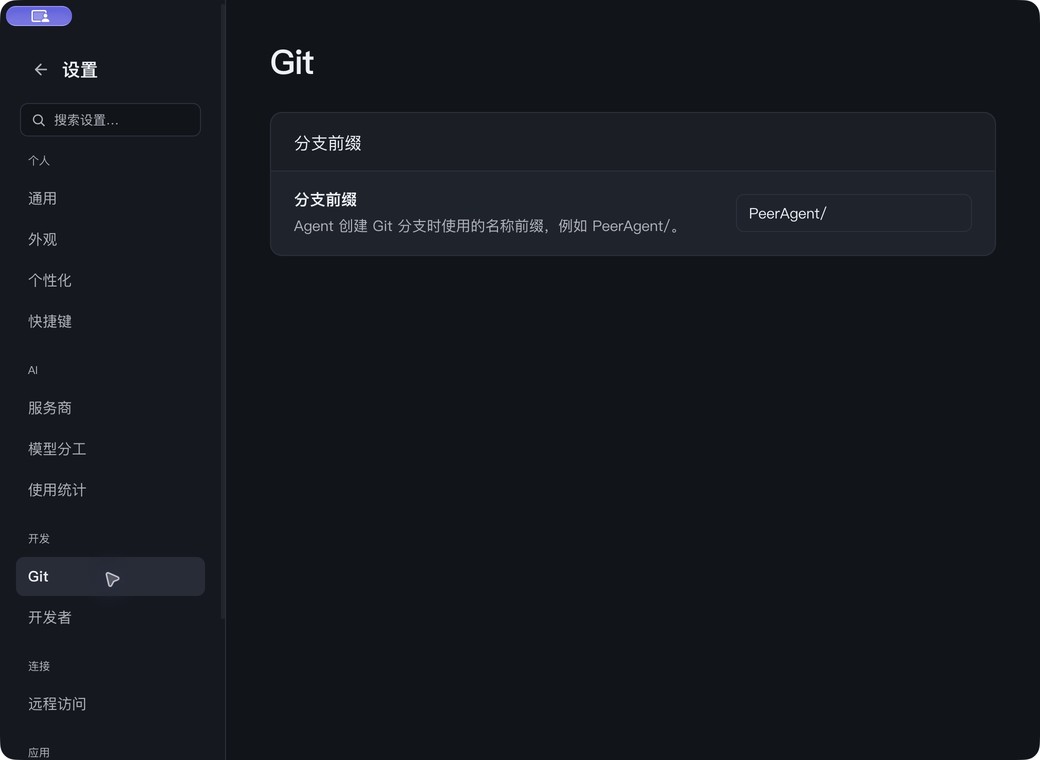 设置
搜索设置...
个人
通用
外观
个性化
快捷键
AI
服务商
模型分工
使用统计
开发
Git
开发者
连接
远程访问
应用
Git
分支前缀
分支前缀
Agent 创建 Git 分支时使用的名称前缀，例如 PeerAgent/。
PeerAgent/